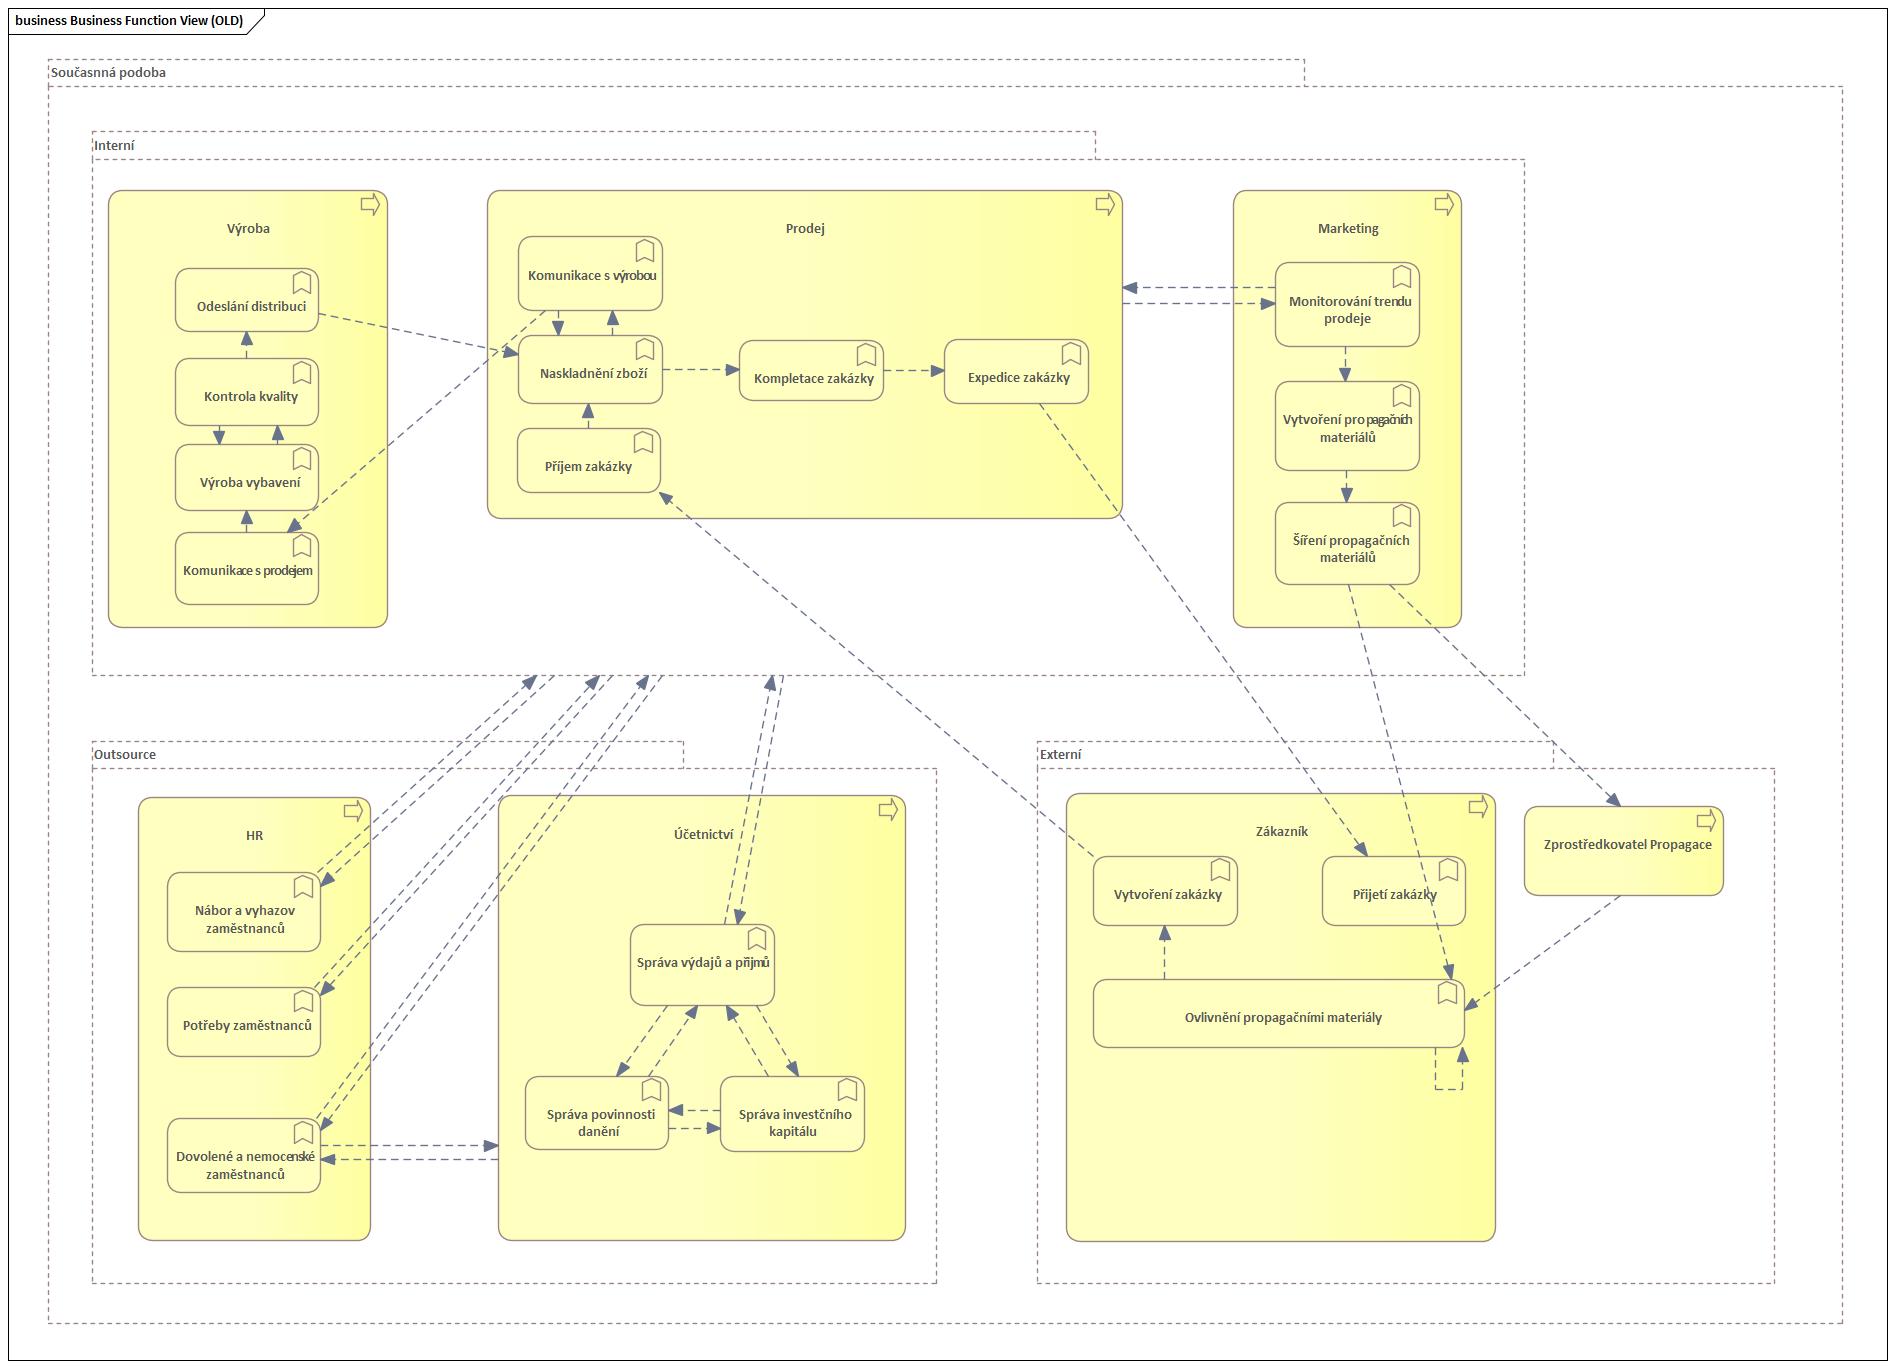 business Business Function View (OLD)
Současnná podoba
Interní
Výroba
Odeslání distribuci
Kontrola kvality
Výroba vybavení
Komunikace s prodejem
Prodej
Komunikace s výrobou
Naskladnění zboží
Kompletace zakázky
Expedice zakázky
Příjem zakázky
Marketing
Monitorování trendu
prodeje
Vytvoření propagačních
materiálů
Šíření propagačních
materiálů
Outsource
HR
Nábor a vyhazov
zaměstnanců
Potřeby zaměstnanců
Dovolené a nemocenské
zaměstnanců
Účetnictví
Správa výdajů a přijmů
Správa povinnosti
danění
Správa investčního
kapitálu
Externí
Zákazník
Vytvoření zakázky
Přijetí zakázky
Ovlivnění propagačními materiály
Zprostředkovatel Propagace